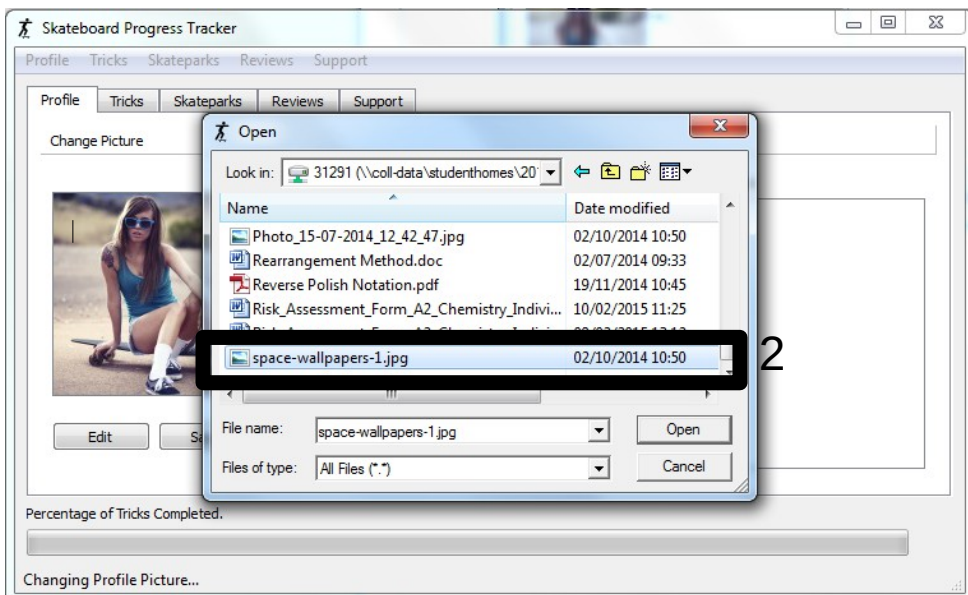 Skateboard Progress Tracker
Profile Tricks Skateparks Reviews Support
Profile Tricks Skateparks Reviews Support
Change Picture
Open
Look in: 31291 (\\coll-data\studenthomes\20
Name Date modified
Photo_15-07-2014_12_42_47.jpg 02/10/2014 10:50
Rearrangement Method.doc 02/07/2014 09:33
Reverse Polish Notation.pdf 19/11/2014 10:45
Risk_Assessment_Form_A2_Chemistry_Indivi... 10/02/2015 11:25
space-wallpapers-1.jpg 02/10/2014 10:50
2
File name: space-wallpapers-1.jpg Open
Files of type: All Files (*.*) Cancel
Edit
Percentage of Tricks Completed.
Changing Profile Picture...